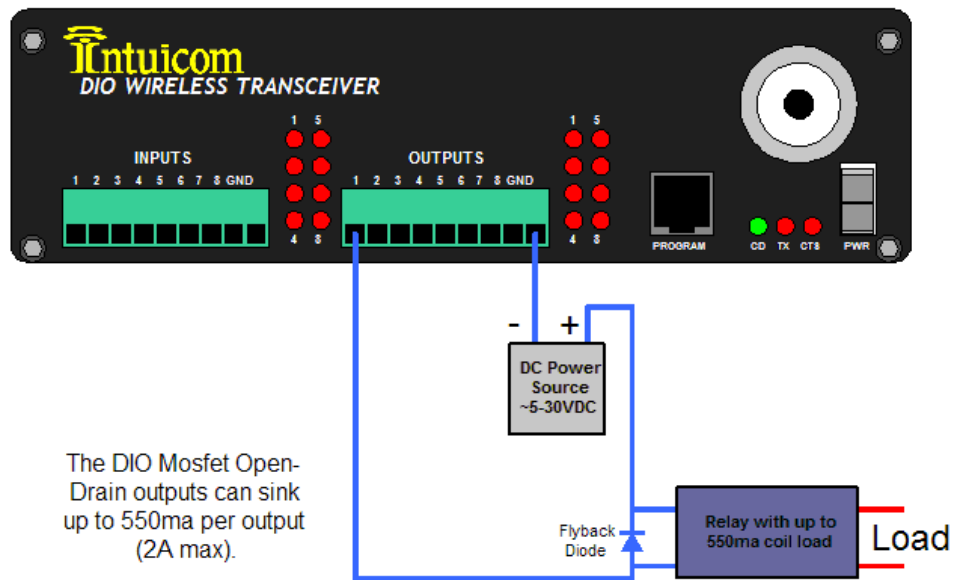 Intuicom
DIO WIRELESS TRANSCEIVER
INPUTS
1 2 3 4 5 6 7 8 GND
1 5
4 8
OUTPUTS
1 2 3 4 5 6 7 8 GND
1 5
4 8
PROGRAM
CD TX CTS
PWR
- +
DC Power
Source
~5-30VDC
The DIO Mosfet Open-
Drain outputs can sink
up to 550ma per output
(2A max).
Flyback
Diode
Relay with up to
550ma coil load
Load